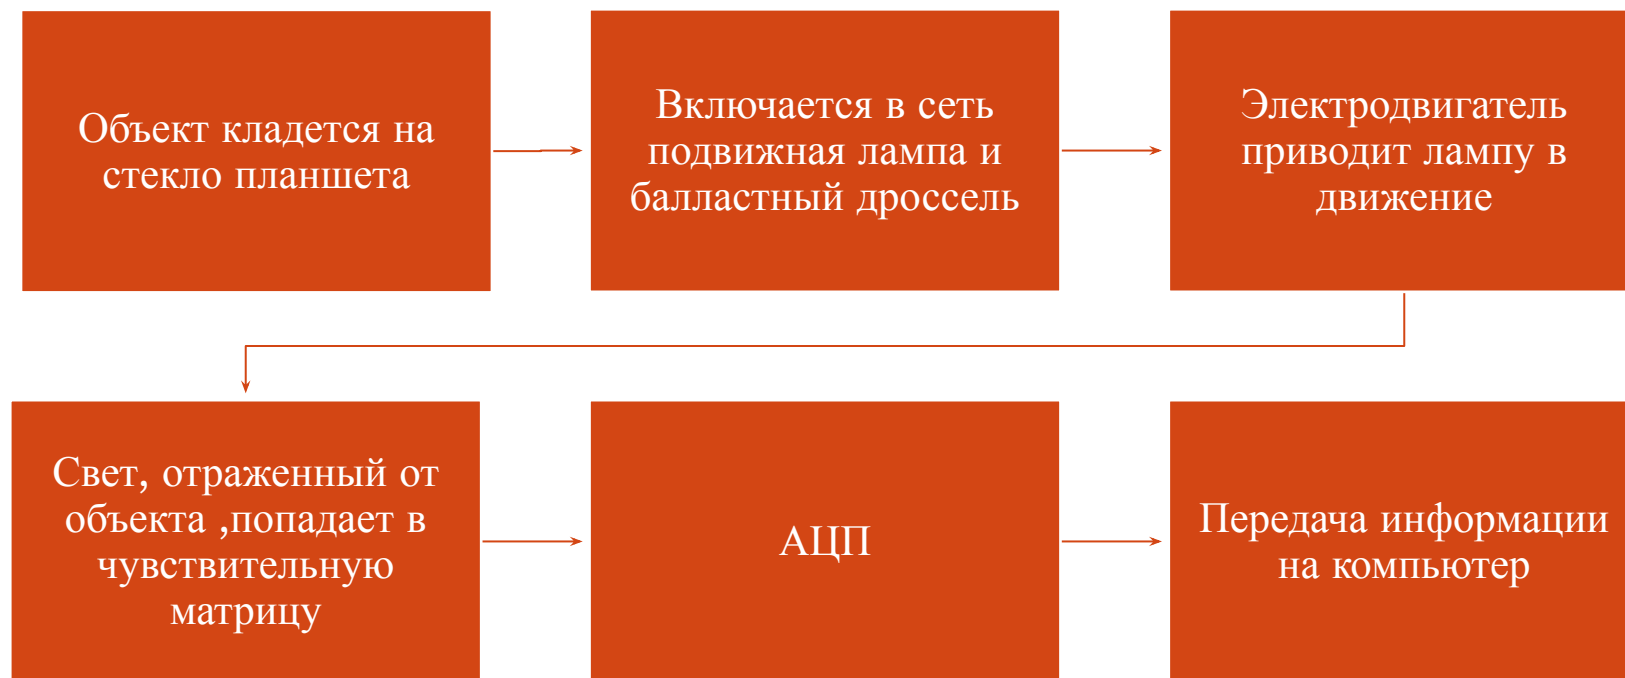 Объект кладется на
стекло планшета
Включается в сеть
подвижная лампа и
балластный дроссель
Электродвигатель
приводит лампу в
движение
Свет, отраженный от
объекта ,попадает в
чувствительную
матрицу
АЦП
Передача информации
на компьютер